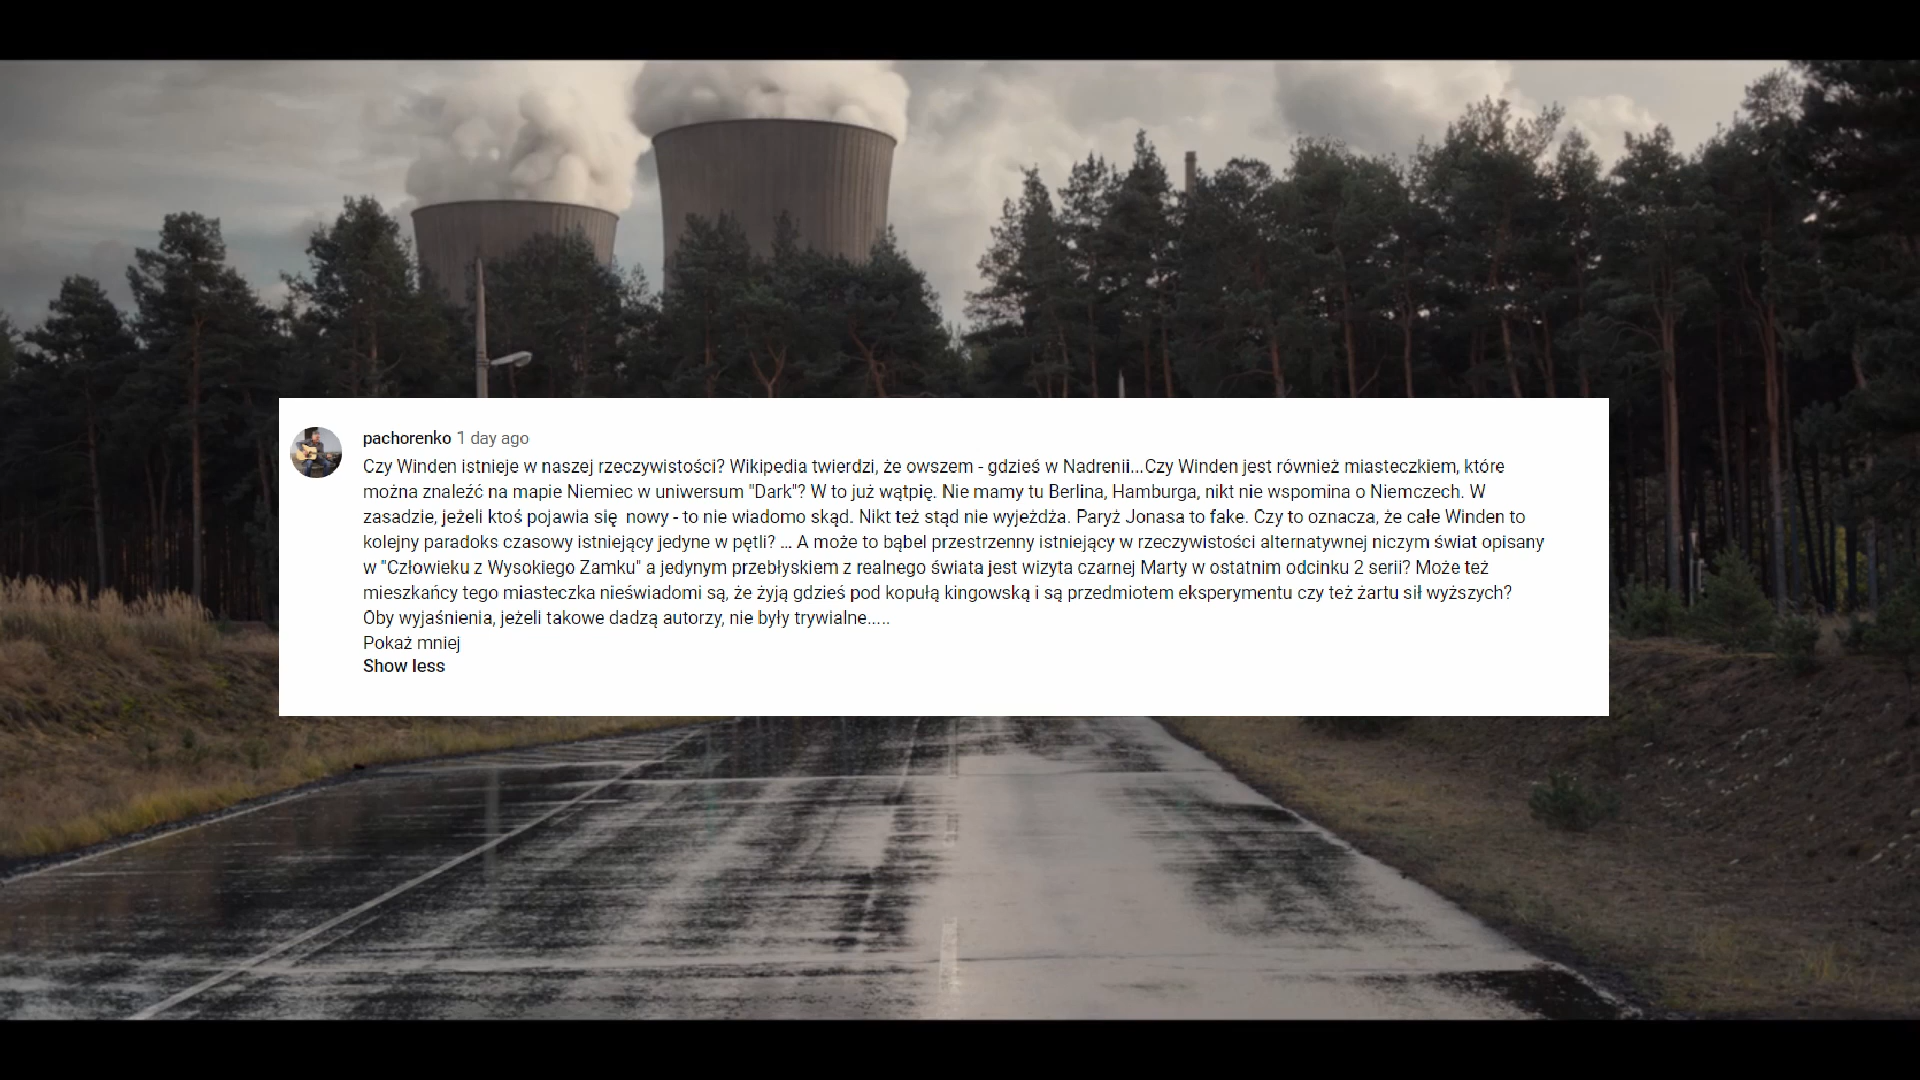 pachorenko 1 day ago
Czy Winden istnieje w naszej rzeczywistości? Wikipedia twierdzi, że owszem - gdzieś w Nadrenii...Czy Winden jest również miasteczkiem, które
można znaleźć na mapie Niemiec w uniwersum "Dark"? W to już wątpię. Nie mamy tu Berlina, Hamburga, nikt nie wspomina o Niemczech. W
zasadzie, jeżeli ktoś pojawia się  nowy - to nie wiadomo skąd. Nikt też stąd nie wyjeżdża. Paryż Jonasa to fake. Czy to oznacza, że całe Winden to
kolejny paradoks czasowy istniejący jedyne w pętli? ... A może to bąbel przestrzenny istniejący w rzeczywistości alternatywnej niczym świat opisany
w "Człowieku z Wysokiego Zamku" a jedynym przebłyskiem z realnego świata jest wizyta czarnej Marty w ostatnim odcinku 2 serii? Może też
mieszkańcy tego miasteczka nieświadomi są, że żyją gdzieś pod kopułą kingowską i są przedmiotem eksperymentu czy też żartu sił wyższych?
Oby wyjaśnienia, jeżeli takowe dadzą autorzy, nie były trywialne.....
Pokaż mniej
Show less